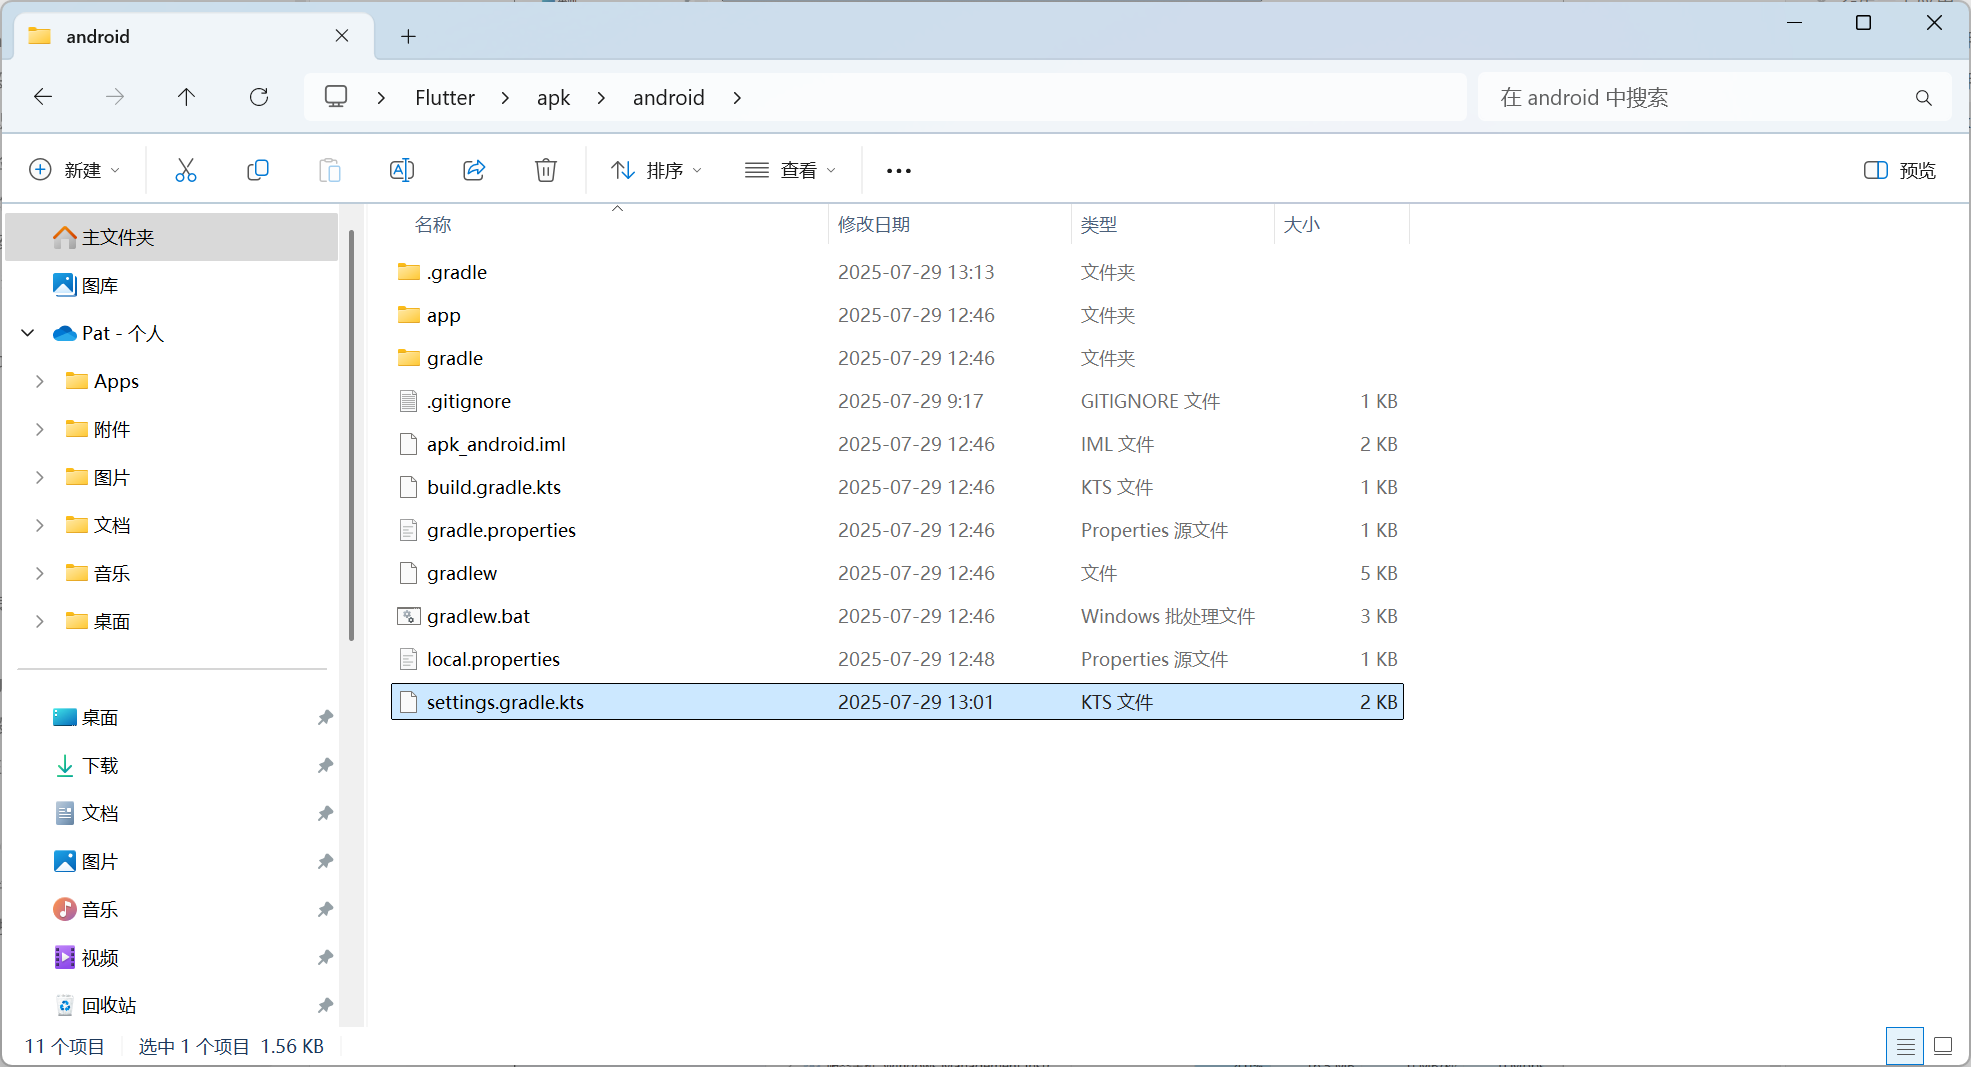 android
Flutter apk android
在 android 中搜索
新建
排序
查看
预览
主文件夹
图库
Pat - 个人
Apps
附件
图片
文档
音乐
桌面
桌面
下载
文档
图片
音乐
视频
回收站
名称 修改日期 类型 大小
.gradle 2025-07-29 13:13 文件夹
app 2025-07-29 12:46 文件夹
gradle 2025-07-29 12:46 文件夹
.gitignore 2025-07-29 9:17 GITIGNORE 文件 1 KB
apk_android.iml 2025-07-29 12:46 IML 文件 2 KB
build.gradle.kts 2025-07-29 12:46 KTS 文件 1 KB
gradle.properties 2025-07-29 12:46 Properties 源文件 1 KB
gradlew 2025-07-29 12:46 文件 5 KB
gradlew.bat 2025-07-29 12:46 Windows 批处理文件 3 KB
local.properties 2025-07-29 12:48 Properties 源文件 1 KB
settings.gradle.kts 2025-07-29 13:01 KTS 文件 2 KB
11 个项目 选中 1 个项目 1.56 KB